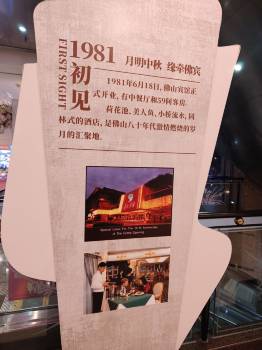 1981
FIRST SIGHT
初见
月明中秋 缘牵佛宾
1981年6月18日,佛山宾馆正
式开业,有中餐厅和59间客房。
荷花池、美人鱼、小桥流水,园
林式的酒店,是佛山八十年代激情燃烧的岁
月的汇聚地。